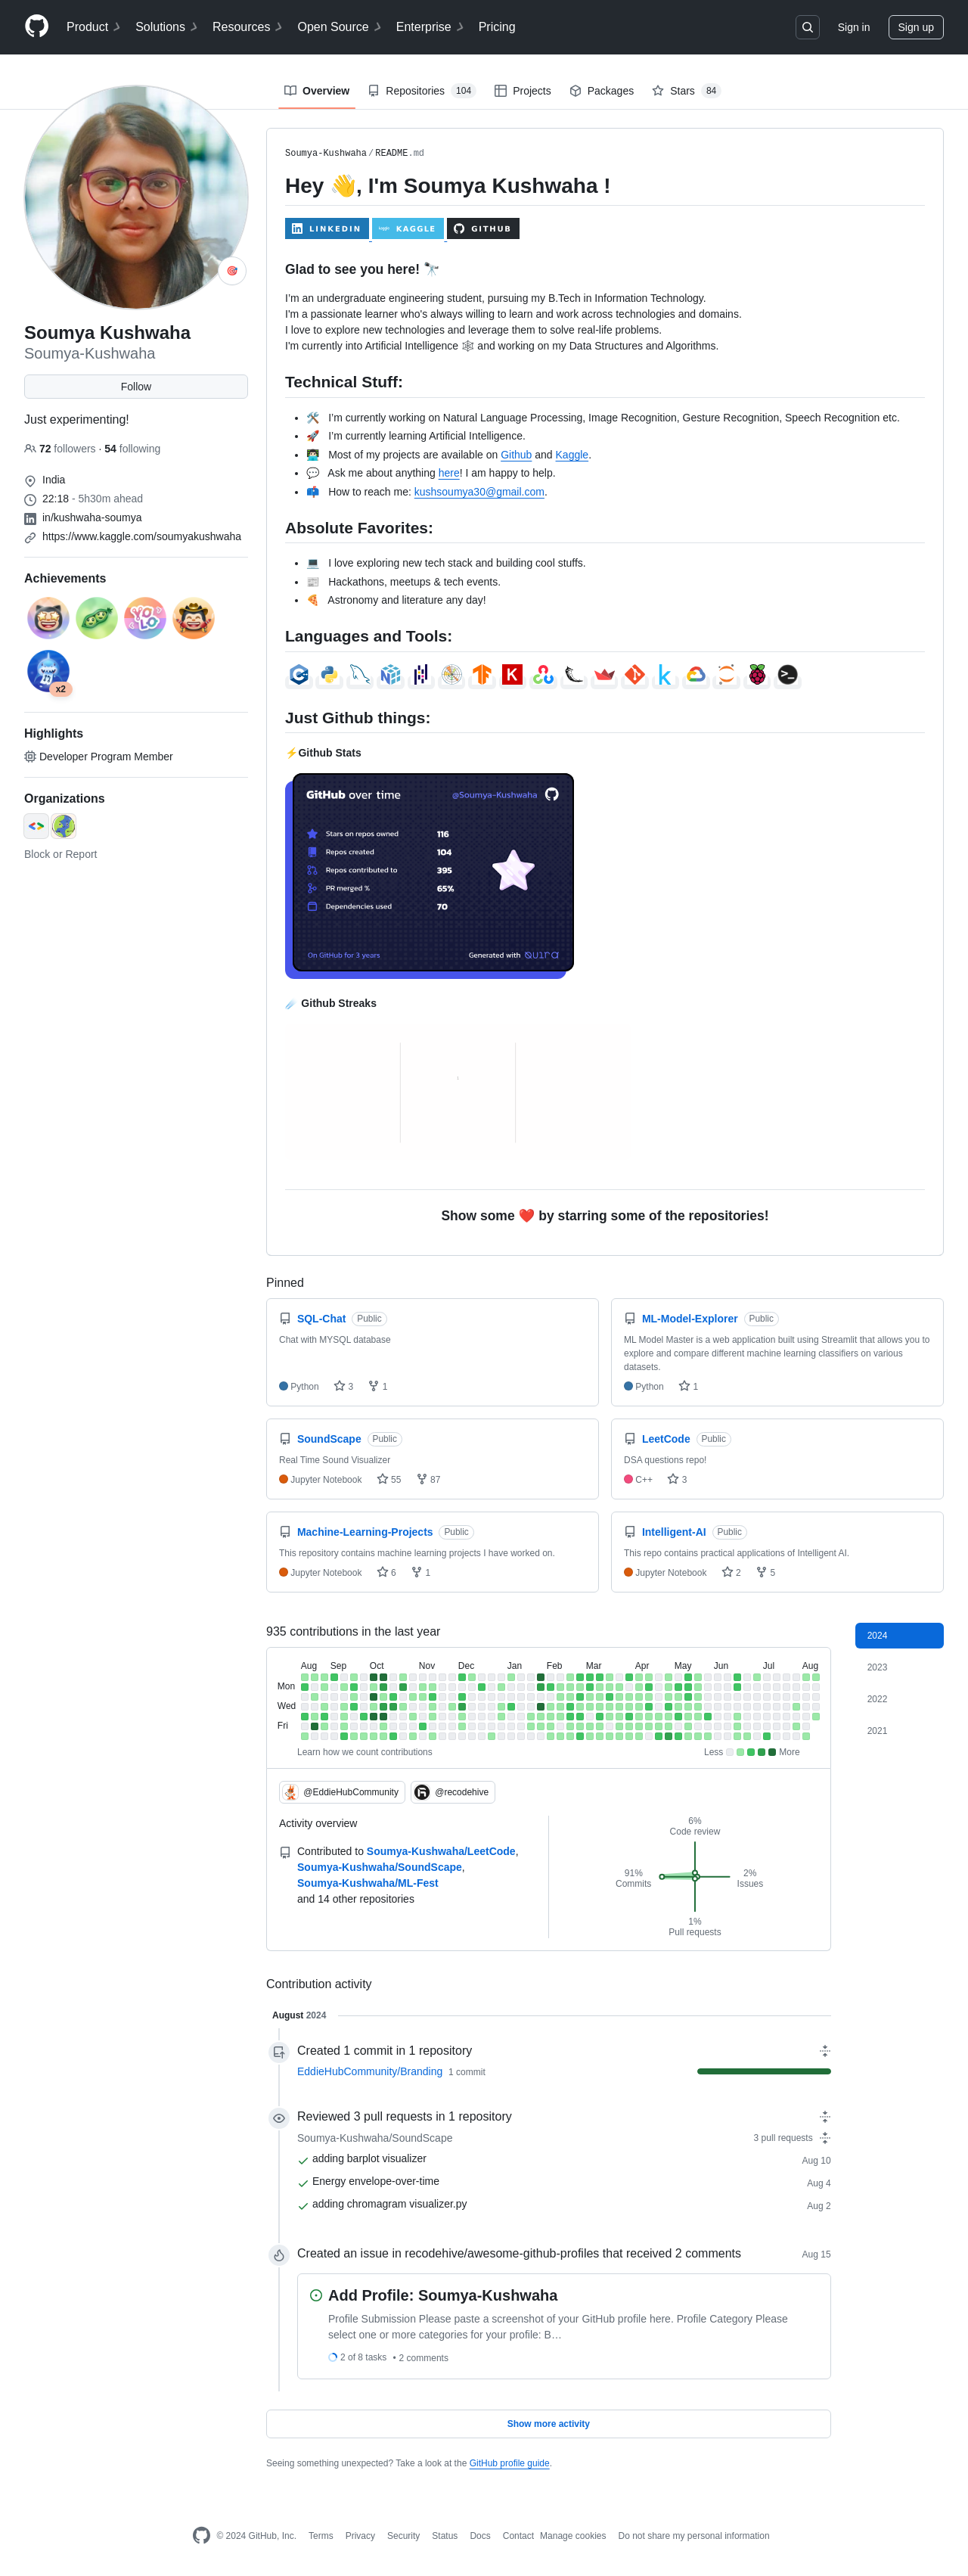 Product Solutions Resources Open Source Enterprise Pricing Sign in Sign up
Overview Repositories 104 Projects Packages Stars 84
Soumya Kushwaha
Soumya-Kushwaha
Follow
Just experimenting!
72 followers · 54 following
India
22:18 - 5h30m ahead
in/kushwaha-soumya
https://www.kaggle.com/soumyakushwaha
Achievements
YOLO
x2
Highlights
Developer Program Member
Organizations
Block or Report
Soumya-Kushwaha / README.md
Hey 👋, I'm Soumya Kushwaha !
LINKEDIN KAGGLE GITHUB
Glad to see you here! 🔭
I'm an undergraduate engineering student, pursuing my B.Tech in Information Technology.
I'm a passionate learner who's always willing to learn and work across technologies and domains.
I love to explore new technologies and leverage them to solve real-life problems.
I'm currently into Artificial Intelligence 🕸️ and working on my Data Structures and Algorithms.
Technical Stuff:
• 🛠️ I'm currently working on Natural Language Processing, Image Recognition, Gesture Recognition, Speech Recognition etc.
• 🚀 I'm currently learning Artificial Intelligence.
• 👨‍💻 Most of my projects are available on Github and Kaggle.
• 💬 Ask me about anything here! I am happy to help.
• 📫 How to reach me: kushsoumya30@gmail.com.
Absolute Favorites:
• 💻 I love exploring new tech stack and building cool stuffs.
• 📰 Hackathons, meetups & tech events.
• 🍕 Astronomy and literature any day!
Languages and Tools:
Just Github things:
⚡Github Stats
GitHub over time @Soumya-Kushwaha
Stars on repos owned 116
Repos created 104
Repos contributed to 395
PR merged % 65%
Dependencies used 70
On GitHub for 3 years Generated with QUIRA
☄️ Github Streaks
Show some ❤️ by starring some of the repositories!
Pinned
SQL-Chat Public
Chat with MYSQL database
Python 3 1
ML-Model-Explorer Public
ML Model Master is a web application built using Streamlit that allows you to
explore and compare different machine learning classifiers on various
datasets.
Python 1
SoundScape Public
Real Time Sound Visualizer
Jupyter Notebook 55 87
LeetCode Public
DSA questions repo!
C++ 3
Machine-Learning-Projects Public
This repository contains machine learning projects I have worked on.
Jupyter Notebook 6 1
Intelligent-AI Public
This repo contains practical applications of Intelligent AI.
Jupyter Notebook 2 5
935 contributions in the last year
2024
2023
2022
2021
Aug Sep Oct Nov Dec Jan Feb Mar Apr May Jun Jul Aug
Mon
Wed
Fri
Learn how we count contributions Less More
@EddieHubCommunity @recodehive
Activity overview
Contributed to Soumya-Kushwaha/LeetCode,
Soumya-Kushwaha/SoundScape,
Soumya-Kushwaha/ML-Fest
and 14 other repositories
6%
Code review
91%
Commits
2%
Issues
1%
Pull requests
Contribution activity
August 2024
Created 1 commit in 1 repository
EddieHubCommunity/Branding 1 commit
Reviewed 3 pull requests in 1 repository
Soumya-Kushwaha/SoundScape 3 pull requests
adding barplot visualizer Aug 10
Energy envelope-over-time Aug 4
adding chromagram visualizer.py Aug 2
Created an issue in recodehive/awesome-github-profiles that received 2 comments Aug 15
Add Profile: Soumya-Kushwaha
Profile Submission Please paste a screenshot of your GitHub profile here. Profile Category Please
select one or more categories for your profile: B…
2 of 8 tasks • 2 comments
Show more activity
Seeing something unexpected? Take a look at the GitHub profile guide.
© 2024 GitHub, Inc. Terms Privacy Security Status Docs Contact Manage cookies Do not share my personal information